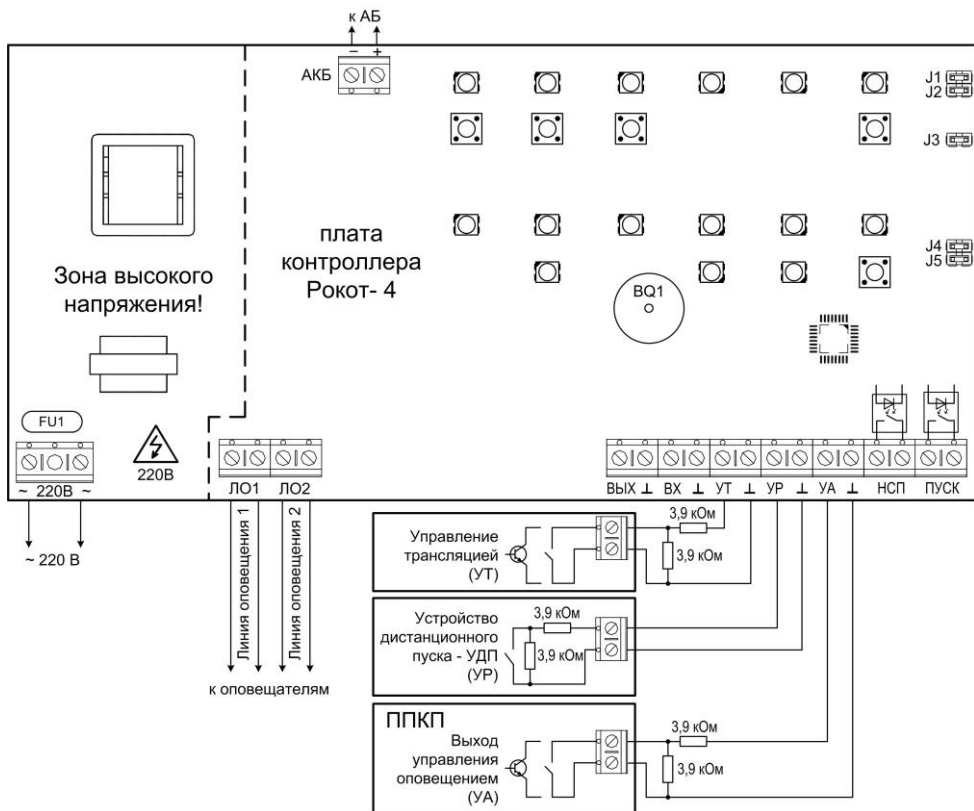 к АБ
– +
АКБ
J1
J2
J3
J4
J5
плата
контроллера
Рокот- 4
Зона высокого
напряжения!
BQ1
FU1
220В
~ 220В ~
ЛО1 ЛО2
ВЫХ ⊥ ВХ ⊥ УТ ⊥ УР ⊥ УА ⊥ НСП ПУСК
~ 220 В
Линия оповещения 1
Линия оповещения 2
к оповещателям
Управление
трансляцией
(УТ)
3,9 кОм
3,9 кОм
Устройство
дистанционного
пуска - УДП
(УР)
3,9 кОм
3,9 кОм
ППКП
Выход
управления
оповещением
(УА)
3,9 кОм
3,9 кОм